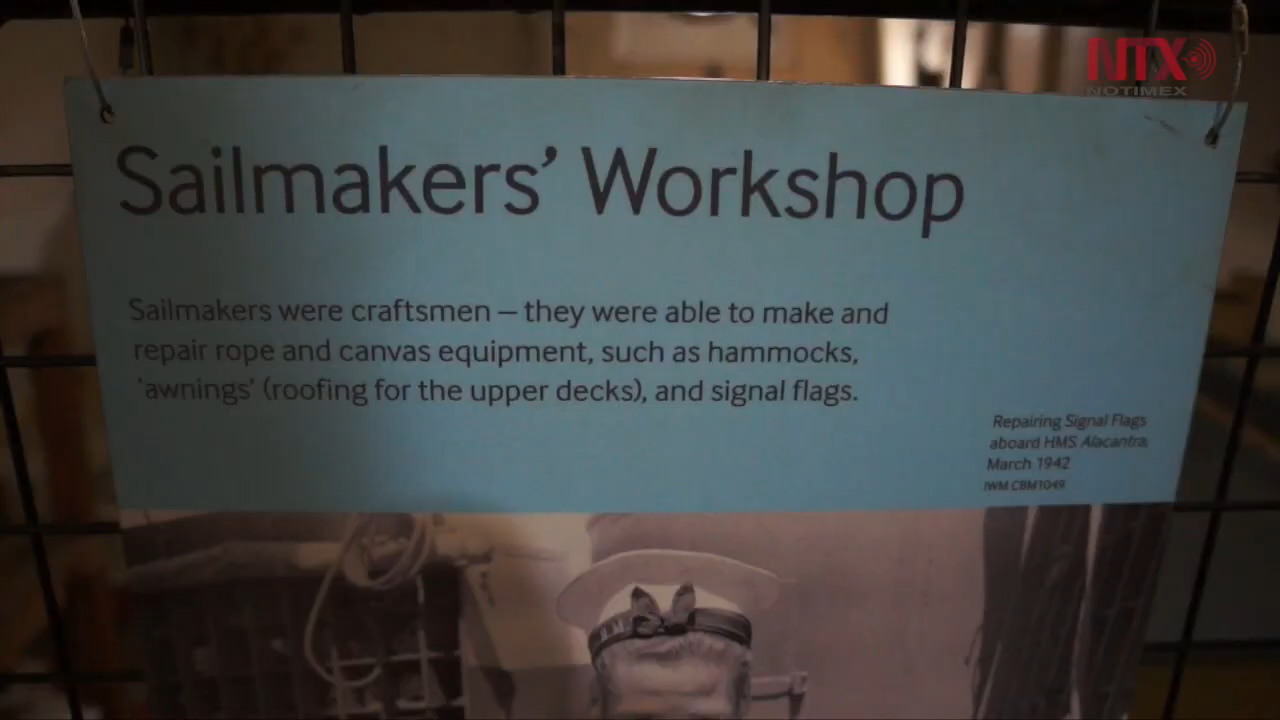 NTX
NOTIMEX
Sailmakers’ Workshop
Sailmakers were craftsmen – they were able to make and
repair rope and canvas equipment, such as hammocks,
‘awnings’ (roofing for the upper decks), and signal flags.
Repairing Signal Flags
aboard HMS Alacantra,
March 1942
IWM CBM1049